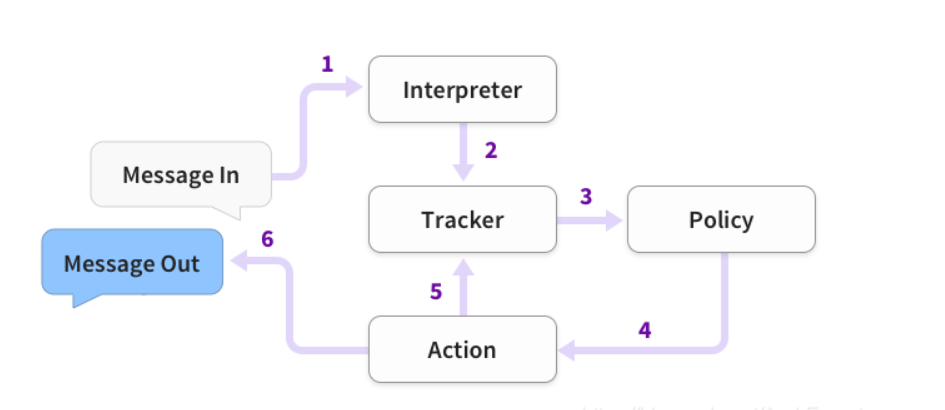 1
Interpreter
2
Message In
3
Tracker
Policy
6
Message Out
5
4
Action